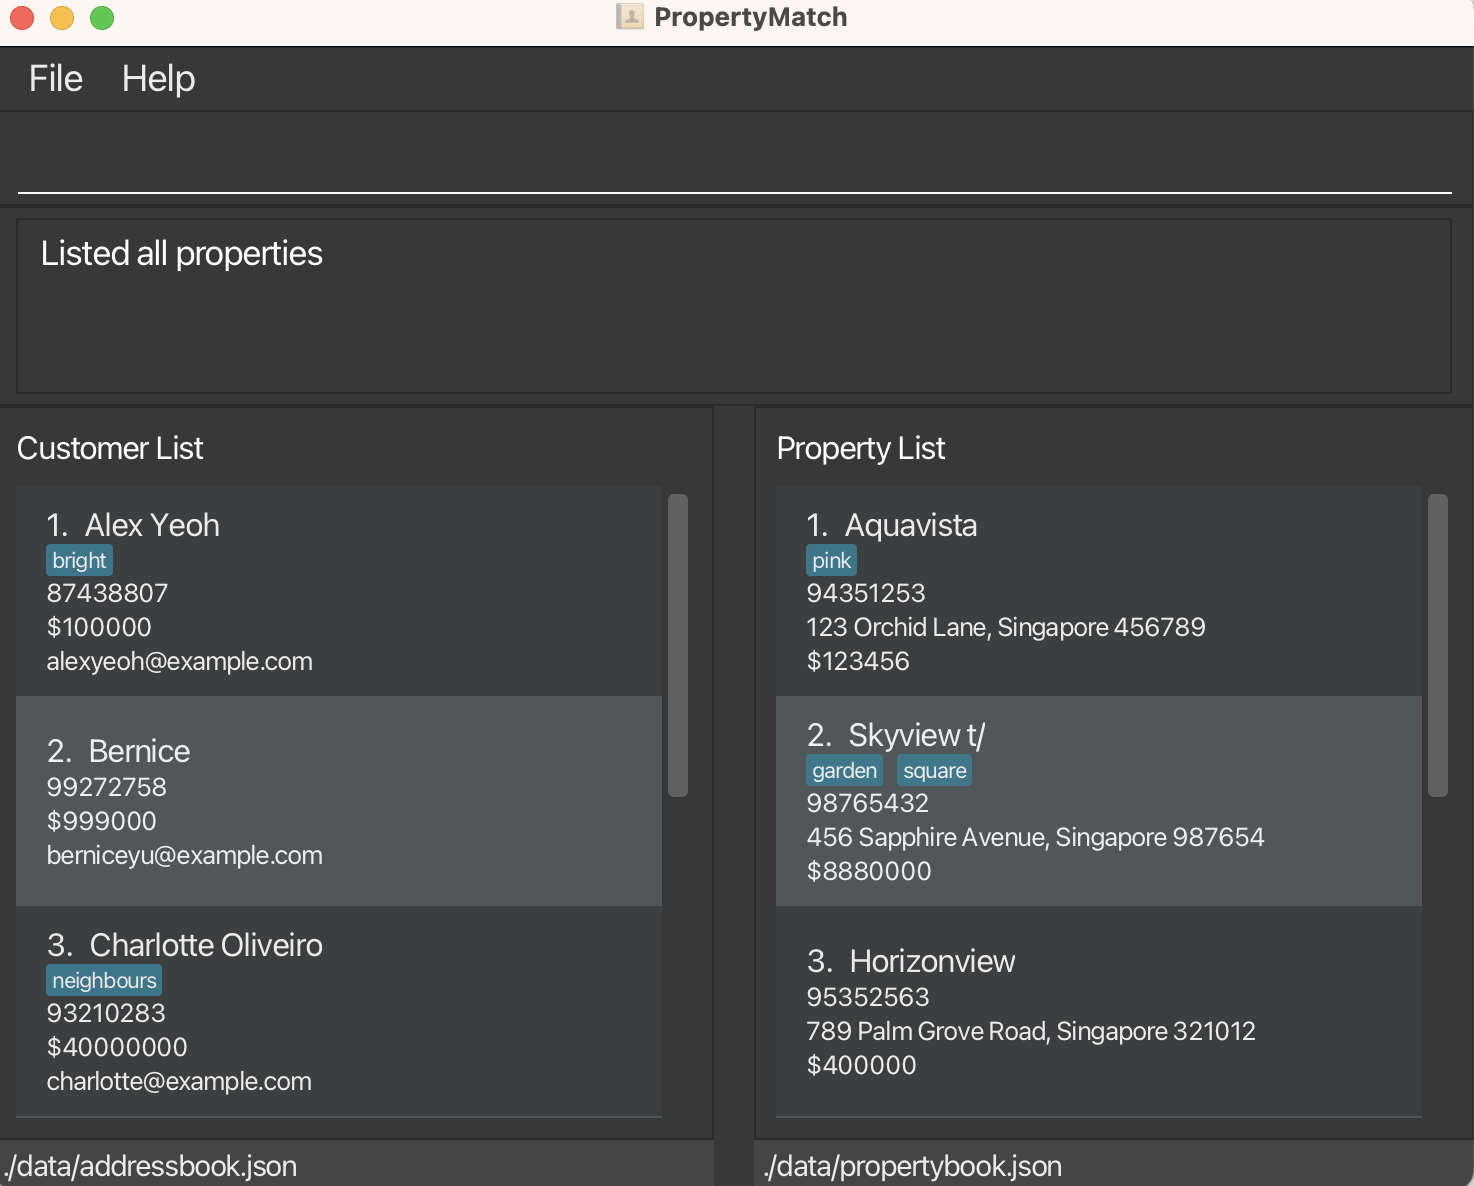 PropertyMatch
File Help
Listed all properties
Customer List
1. Alex Yeoh
bright
87438807
$100000
alexyeoh@example.com
2. Bernice
99272758
$999000
berniceyu@example.com
3. Charlotte Oliveiro
neighbours
93210283
$40000000
charlotte@example.com
./data/addressbook.json
Property List
1. Aquavista
pink
94351253
123 Orchid Lane, Singapore 456789
$123456
2. Skyview t/
garden square
98765432
456 Sapphire Avenue, Singapore 987654
$8880000
3. Horizonview
95352563
789 Palm Grove Road, Singapore 321012
$400000
./data/propertybook.json